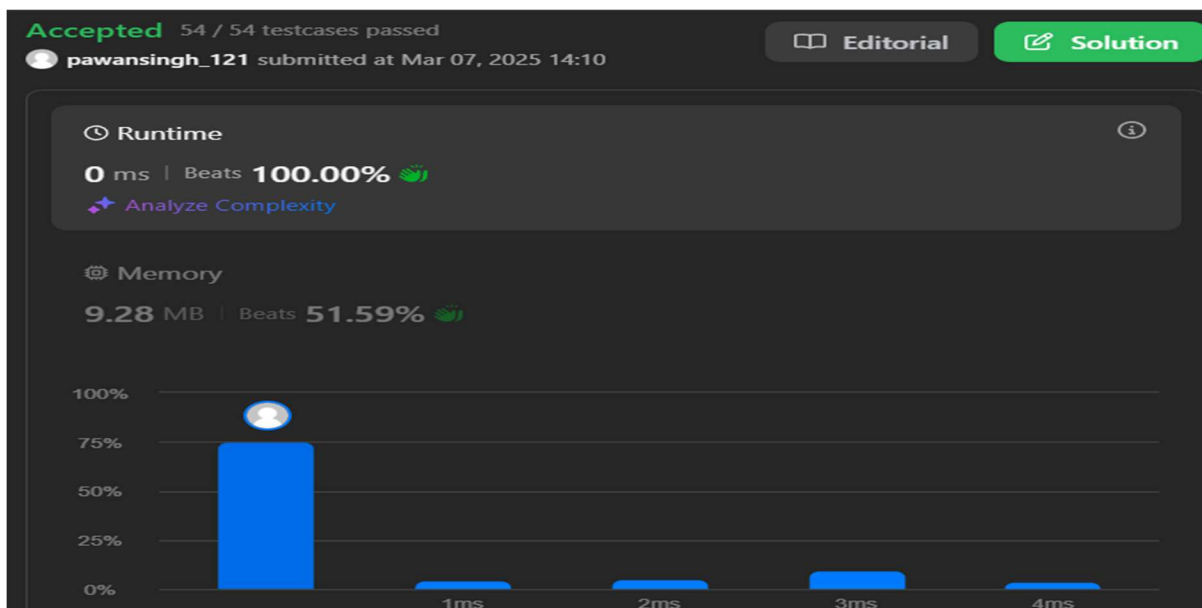 Accepted 54 / 54 testcases passed
Editorial
Solution
pawansingh_121 submitted at Mar 07, 2025 14:10
Runtime
0 ms | Beats 100.00%
Analyze Complexity
Memory
9.28 MB | Beats 51.59%
100%
75%
50%
25%
0%
1ms 2ms 3ms 4ms